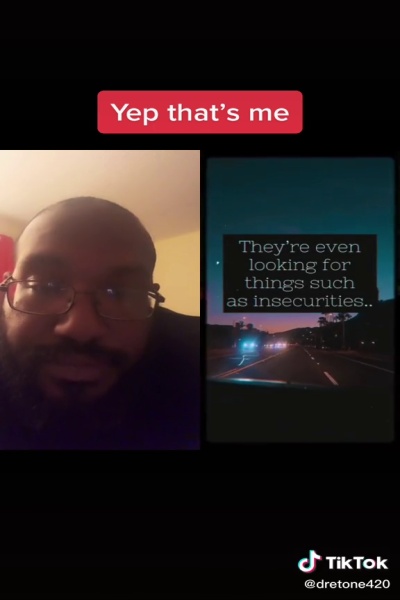 Yep that's me
They're even
looking for
things such
as insecurities..
TikTok
@dretone420